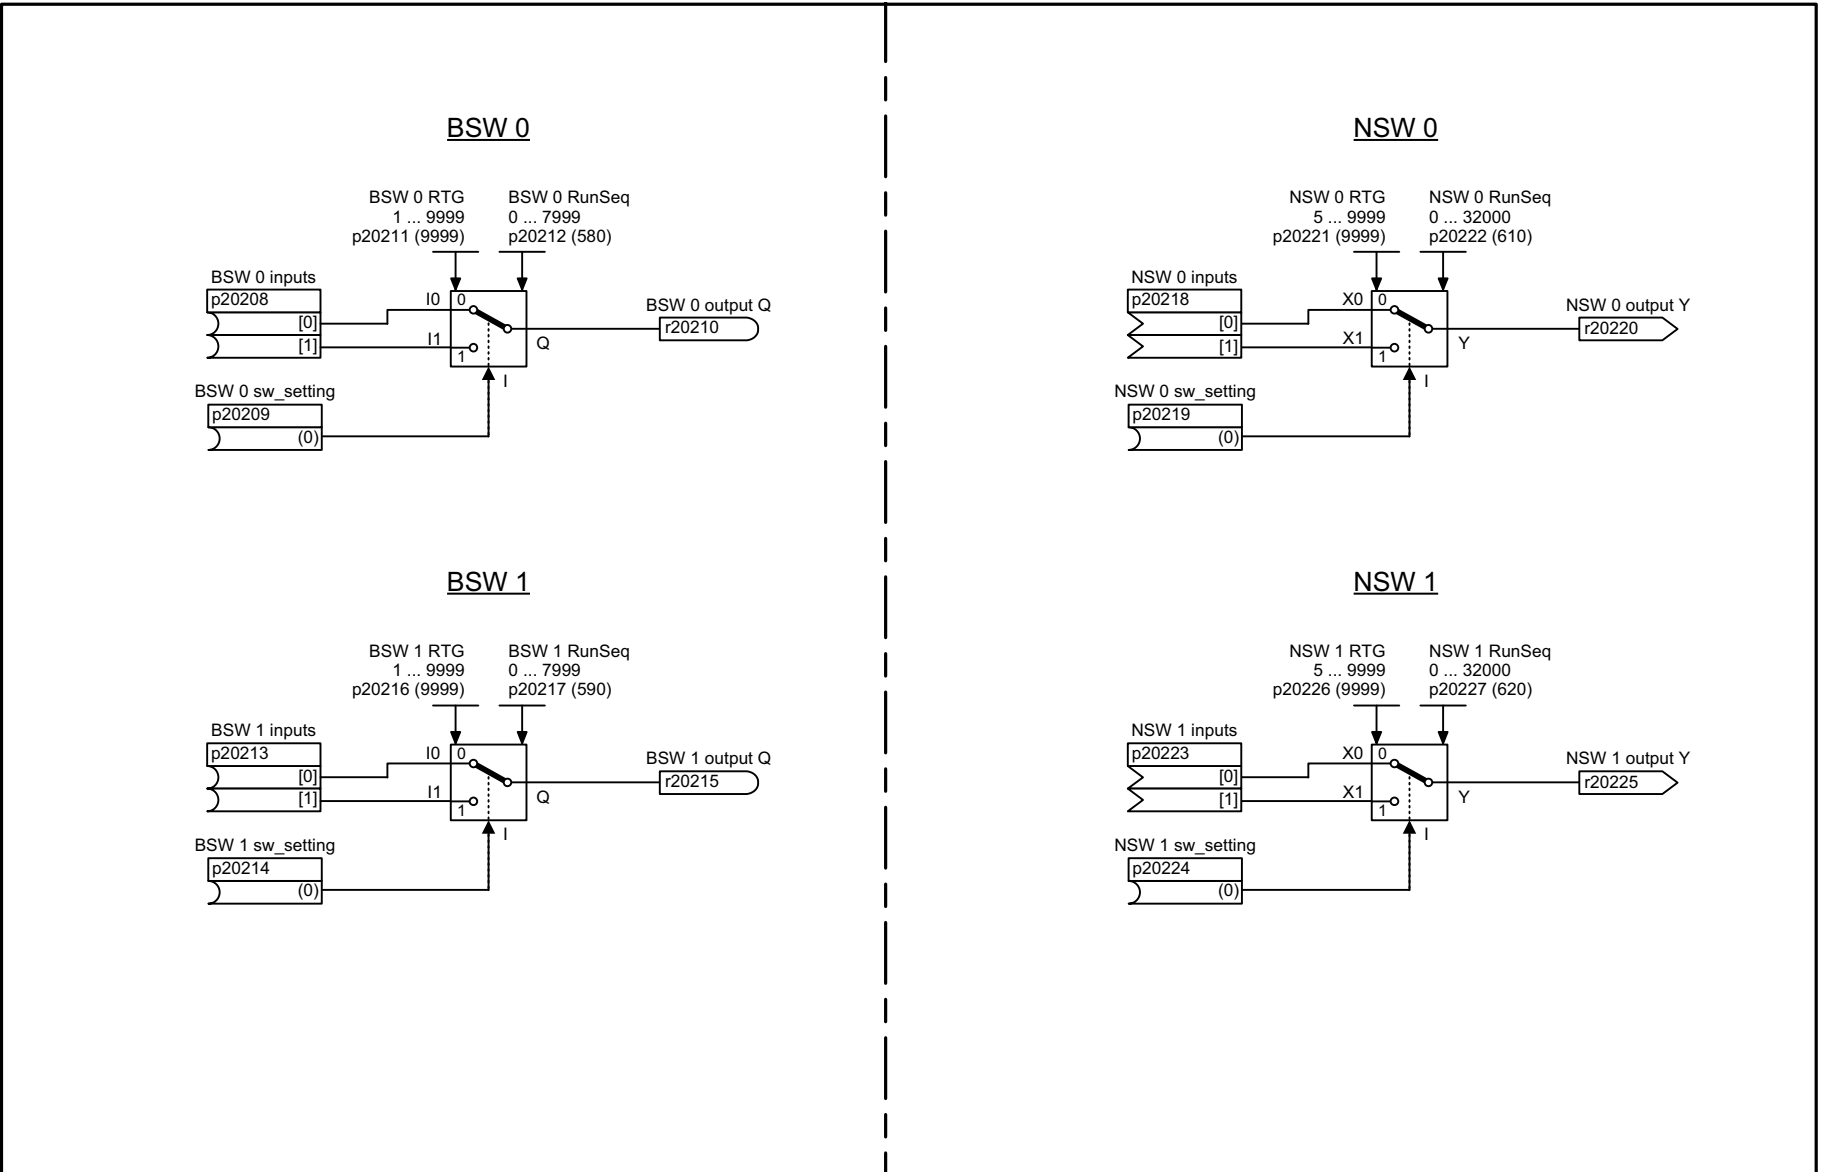 BSW 0
BSW 0 RTG
1 ... 9999
p20211 (9999)
BSW 0 RunSeq
0 ... 7999
p20212 (580)
BSW 0 inputs
p20208
[0]
[1]
I0
0
I1
1
Q
I
BSW 0 output Q
r20210
BSW 0 sw_setting
p20209
(0)
NSW 0
NSW 0 RTG
5 ... 9999
p20221 (9999)
NSW 0 RunSeq
0 ... 32000
p20222 (610)
NSW 0 inputs
p20218
[0]
[1]
X0
0
X1
1
Y
I
NSW 0 output Y
r20220
NSW 0 sw_setting
p20219
(0)
BSW 1
BSW 1 RTG
1 ... 9999
p20216 (9999)
BSW 1 RunSeq
0 ... 7999
p20217 (590)
BSW 1 inputs
p20213
[0]
[1]
I0
0
I1
1
Q
I
BSW 1 output Q
r20215
BSW 1 sw_setting
p20214
(0)
NSW 1
NSW 1 RTG
5 ... 9999
p20226 (9999)
NSW 1 RunSeq
0 ... 32000
p20227 (620)
NSW 1 inputs
p20223
[0]
[1]
X0
0
X1
1
Y
I
NSW 1 output Y
r20225
NSW 1 sw_setting
p20224
(0)